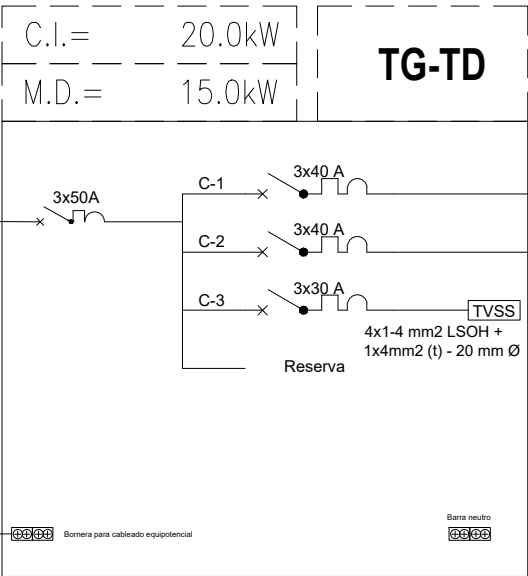 C.I.= 20.0kW
TG-TD
M.D.= 15.0kW
3x50A
C-1 3x40 A
C-2 3x40 A
C-3 3x30 A
TVSS
4x1-4 mm2 LSOH +
1x4mm2 (t) - 20 mm Ø
Reserva
Barra neutro
Bornera para cableado equipotencial